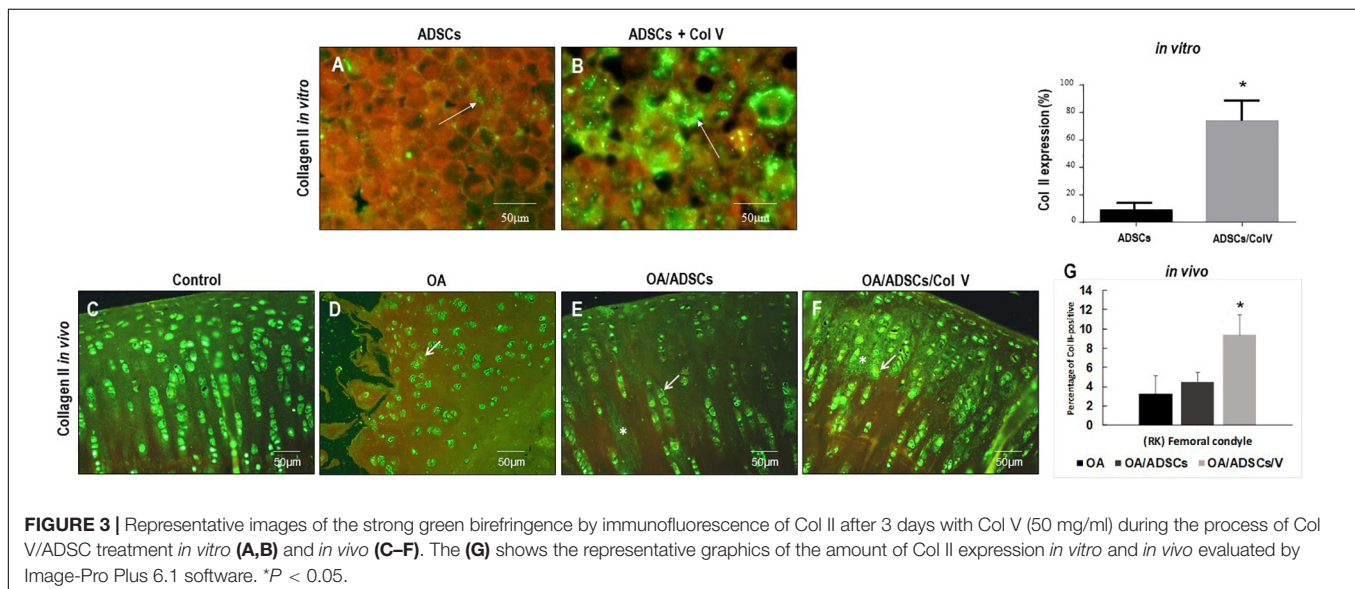 ADSCs
ADSCs + Col V
Collagen II in vitro
A
50µm
B
50µm
in vitro
Col II expression (%)
100
80
60
40
20
0
*
ADSCs
ADSCs/ColV
Control
OA
OA/ADSCs
OA/ADSCs/Col V
Collagen II in vivo
C
50µm
D
50µm
E
*
50µm
F
*
50µm
G
in vivo
Percentage of Col III-positive
14
12
10
8
6
4
2
0
*
(RK) Femoral condyle
OA OA/ADSCs OA/ADSCs/V
FIGURE 3 | Representative images of the strong green birefringence by immunofluorescence of Col II after 3 days with Col V (50 mg/ml) during the process of Col
V/ADSC treatment in vitro (A,B) and in vivo (C–F). The (G) shows the representative graphics of the amount of Col II expression in vitro and in vivo evaluated by
Image-Pro Plus 6.1 software. *P < 0.05.